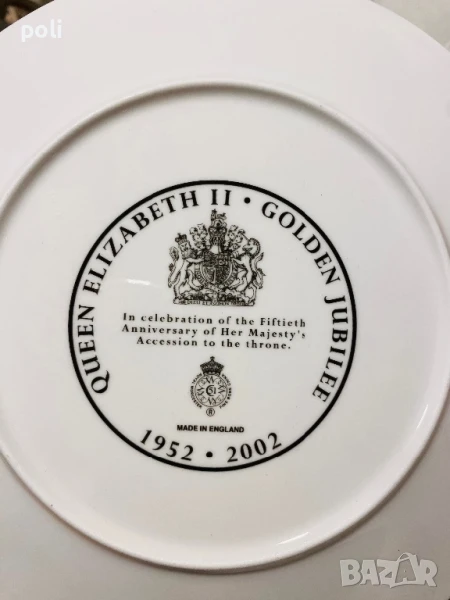 poli
QUEEN ELIZABETH II • GOLDEN JUBILEE
In celebration of the Fiftieth
Anniversary of Her Majesty's
Accession to the throne.
®
MADE IN ENGLAND
1952 • 2002
BAZAR